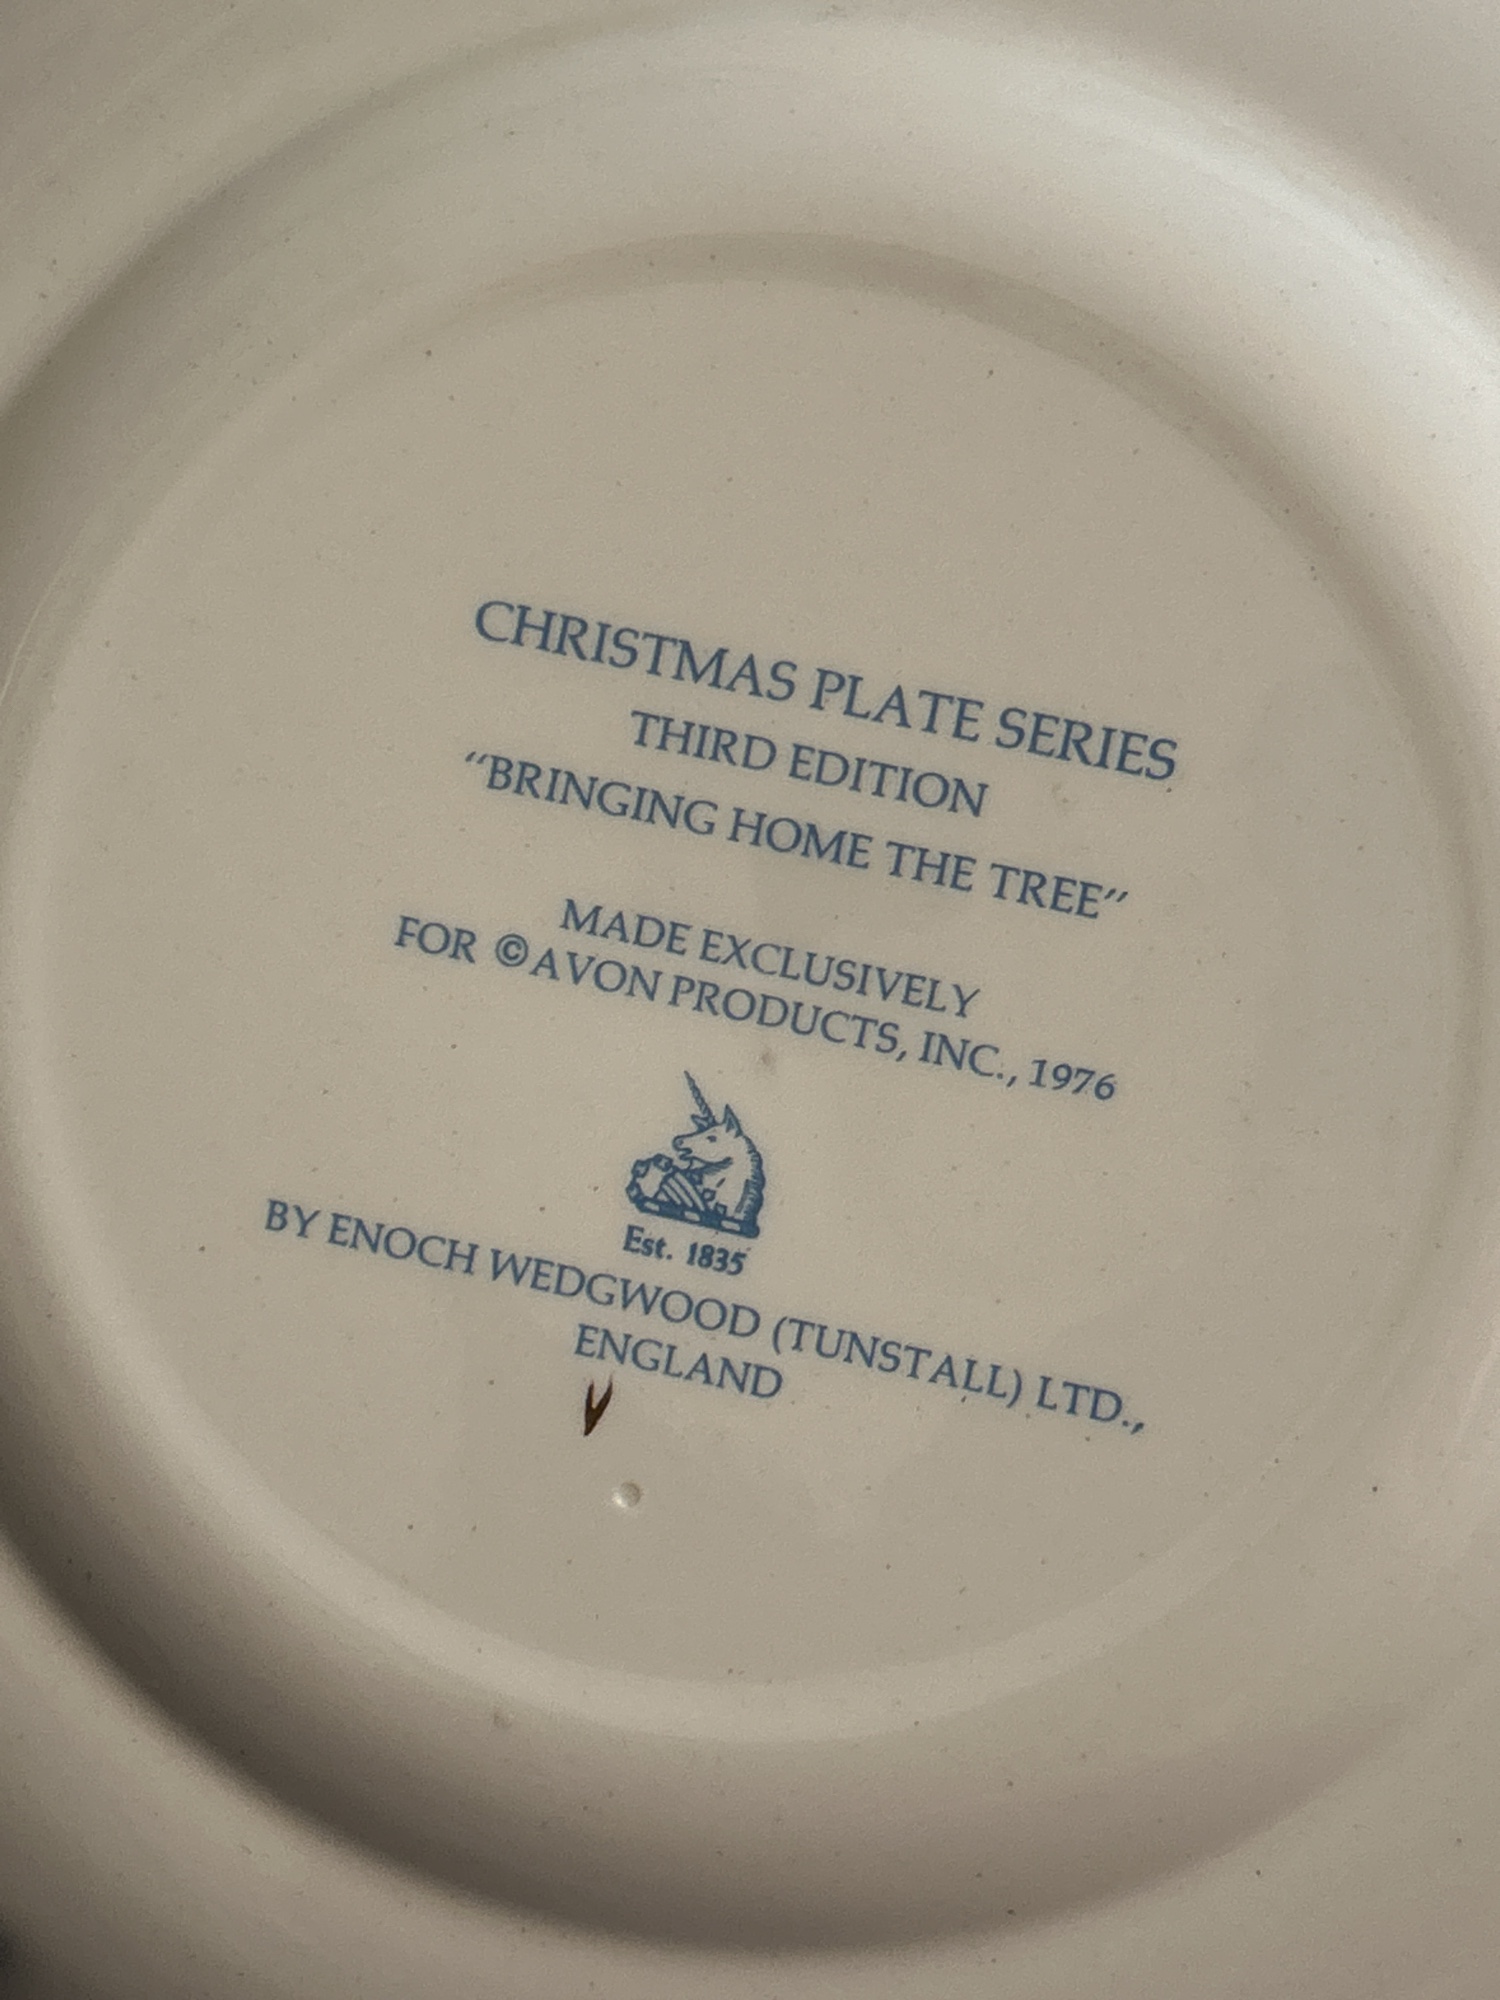 CHRISTMAS PLATE SERIES
THIRD EDITION
“BRINGING HOME THE TREE”
MADE EXCLUSIVELY
FOR ©AVON PRODUCTS, INC., 1976
Est. 1835
BY ENOCH WEDGWOOD (TUNSTALL) LTD.,
ENGLAND